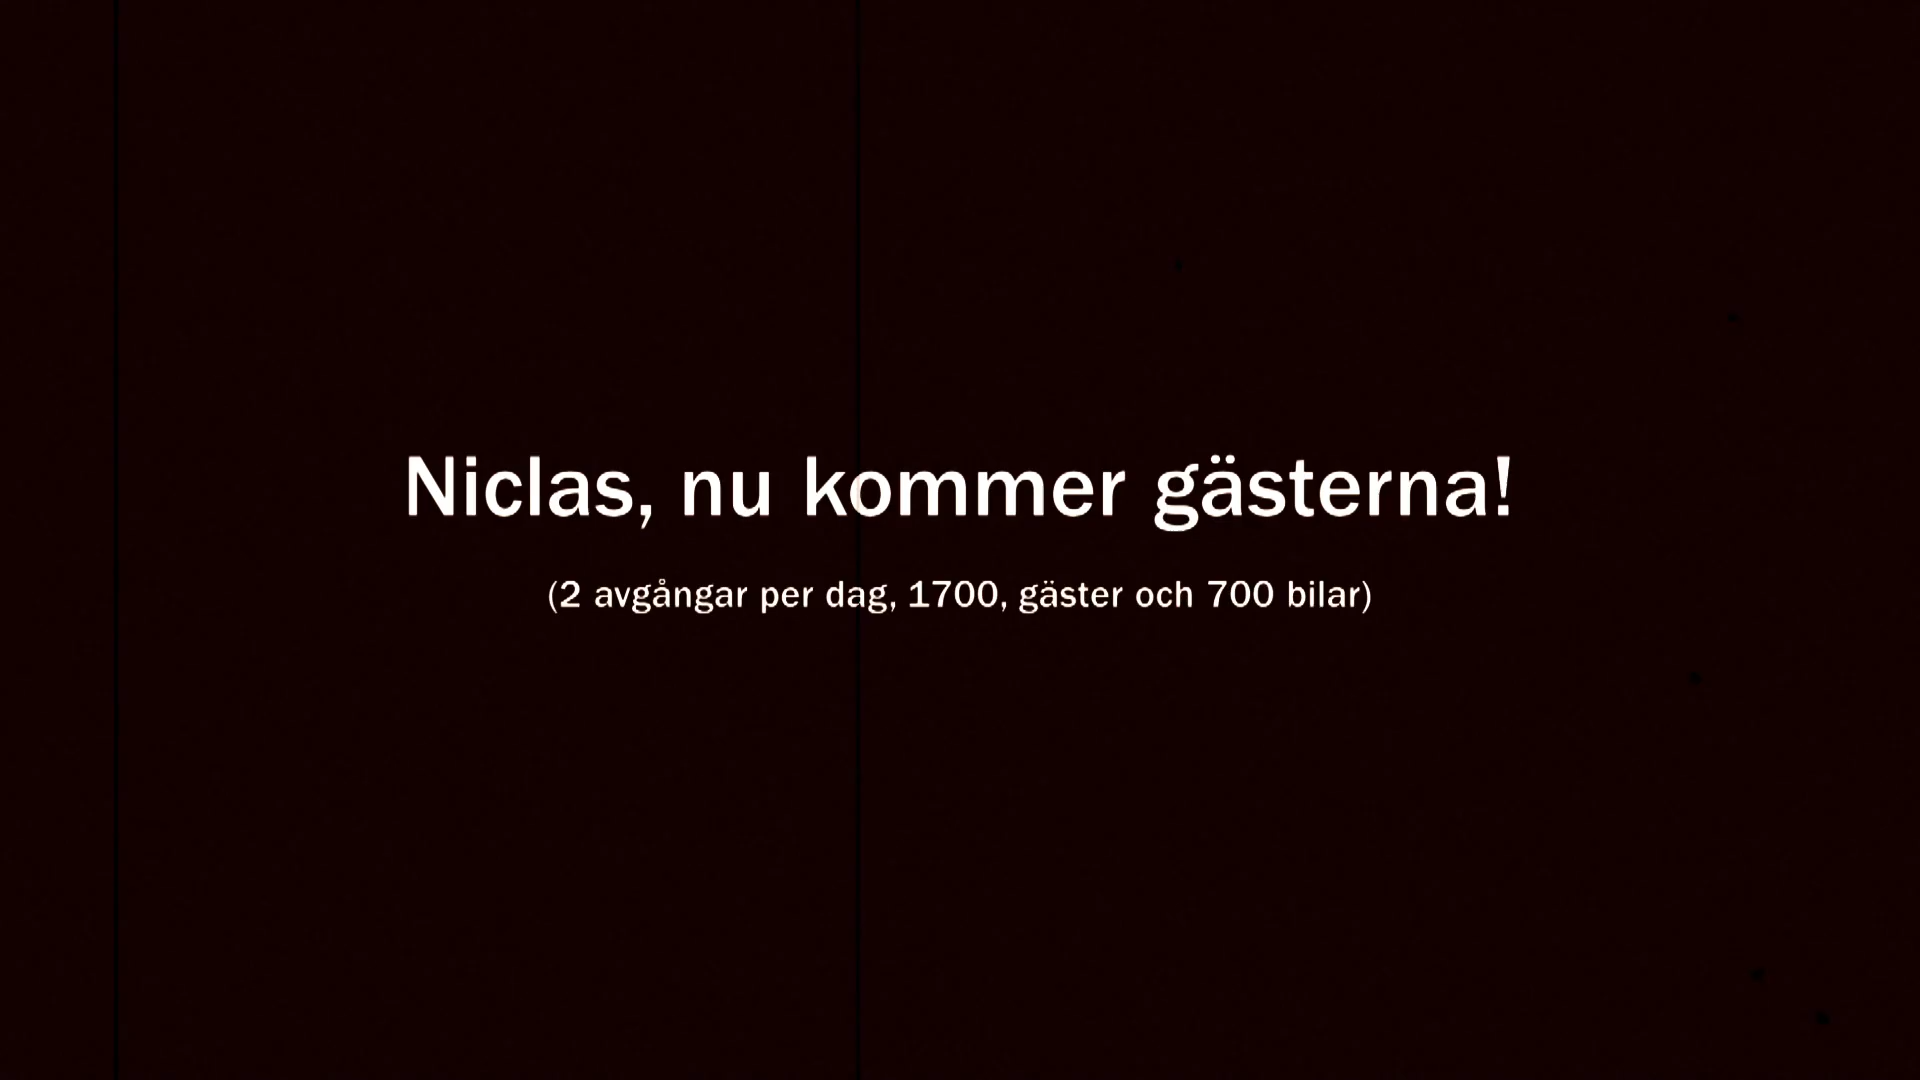 Niclas, nu kommer gästerna!
(2 avgångar per dag, 1700, gäster och 700 bilar)